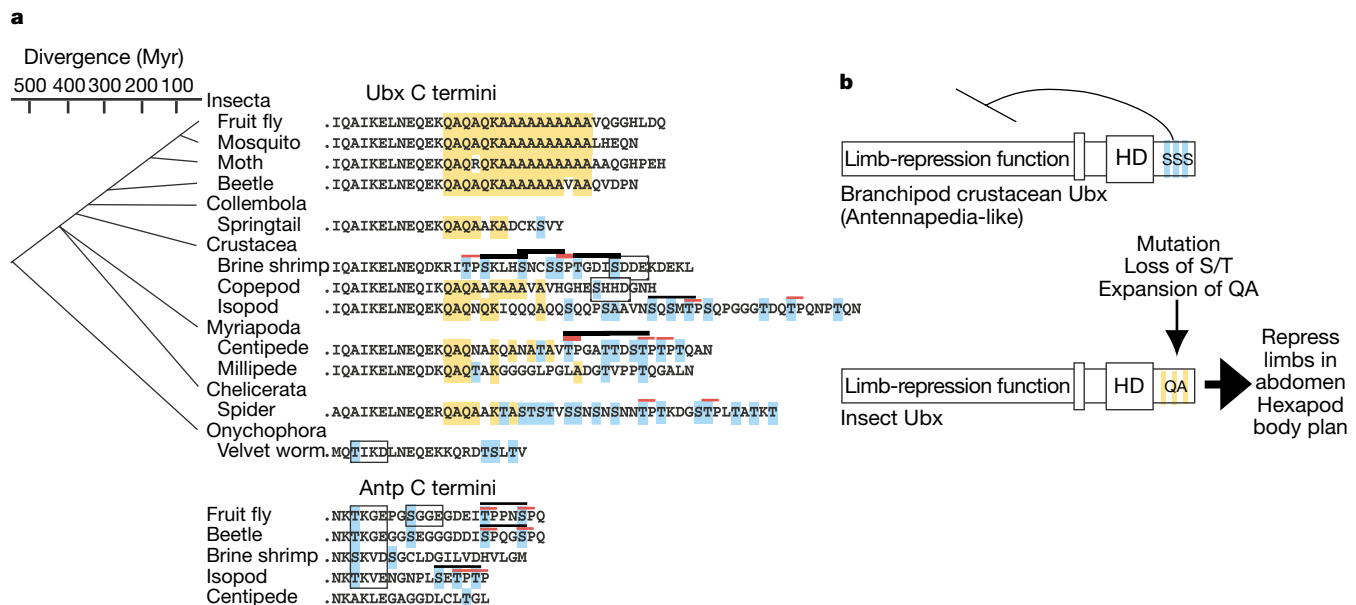 a
Divergence (Myr)
500 400 300 200 100
Ubx C termini
Insecta
Fruit fly .IQAIKELNEQEKQAQAQKAAAAAAAAAAVQGGHLDQ
Mosquito .IQAIKELNEQEKQAQAQKAAAAAAAAAALHEQN
Moth .IQAIKELNEQEKQAQRQKAAAAAAAAAAAAQGHPEH
Beetle .IQAIKELNEQEKQAQAQKAAAAAAAVAAQVDPN
Collembola
Springtail .IQAIKELNEQEKQAQAAKADCKSVY
Crustacea
Brine shrimp .IQAIKELNEQDKRITPSKLHSNCSSPTGDISDDEKDEKL
Copepod .IQAIKELNEQIKQAQAAKAAAVAVHGHESHHDGNH
Isopod .IQAIKELNEQEKQAQNQKIQQQAQQSQQPSAAVNSQSMTPSQPGGGTDQTPQNPTQN
Myriapoda
Centipede .IQAIKELNEQEKQAQNAKQANATAVTPGATTDSTPTPTQAN
Millipede .IQAIKELNEQDKQAQTAKGGGGLPGLADGTVPPTQGALN
Chelicerata
Spider .AQAIKELNEQERQAQAAKTASTSTVSSNSNSNNTPTKDGSTPLTATKT
Onychophora
Velvet worm .MQTIKDLNEQEKKQRDTSLTV
Antp C termini
Fruit fly .NKTKGEPGSGGEGDEITPPNSPQ
Beetle .NKTKGEGGSEGGGDDISPQGSPQ
Brine shrimp .NKSKVDSGCLDGILVDHVLGM
Isopod .NKTKVENGNPLSETPTP
Centipede .NKAKLEGAGGDLCLTGL
b
Limb-repression function
HD
SSS
Branchipod crustacean Ubx
(Antennapedia-like)
Mutation
Loss of S/T
Expansion of QA
Limb-repression function
HD
QA
Insect Ubx
Repress
limbs in
abdomen
Hexapod
body plan